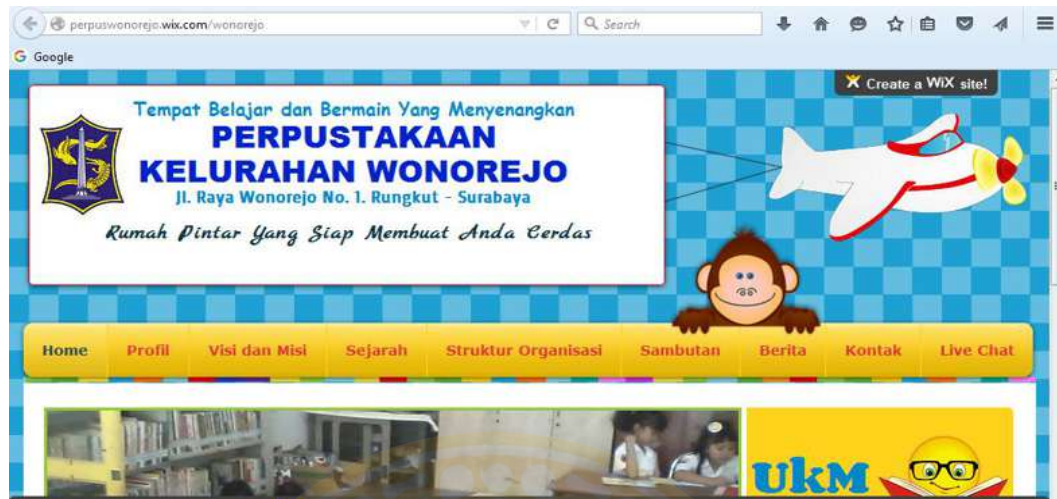 perpuswonorejo.wix.com/wonorejo
Search
Google
Create a WiX site!
Tempat Belajar dan Bermain Yang Menyenangkan
PERPUSTAKAAN
KELURAHAN WONOREJO
Jl. Raya Wonorejo No. 1. Rungkut - Surabaya
Rumah Pintar Yang Siap Membuat Anda Cerdas
Home Profil Visi dan Misi Sejarah Struktur Organisasi Sambutan Berita Kontak Live Chat
UkM